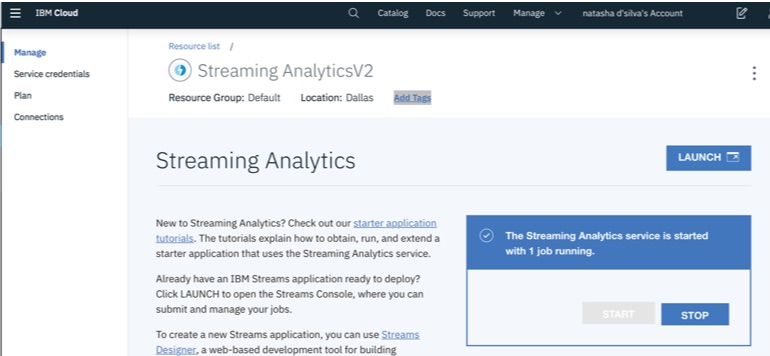 IBM Cloud
Catalog
Docs
Support
Manage
natasha d'silva's Account
Manage
Service credentials
Plan
Connections
Resource list /
Streaming AnalyticsV2
Resource Group: Default
Location: Dallas
Add Tags
Streaming Analytics
LAUNCH
New to Streaming Analytics? Check out our starter application
tutorials. The tutorials explain how to obtain, run, and extend a
starter application that uses the Streaming Analytics service.
Already have an IBM Streams application ready to deploy?
Click LAUNCH to open the Streams Console, where you can
submit and manage your jobs.
To create a new Streams application, you can use Streams
Designer, a web-based development tool for building
The Streaming Analytics service is started
with 1 job running.
START
STOP